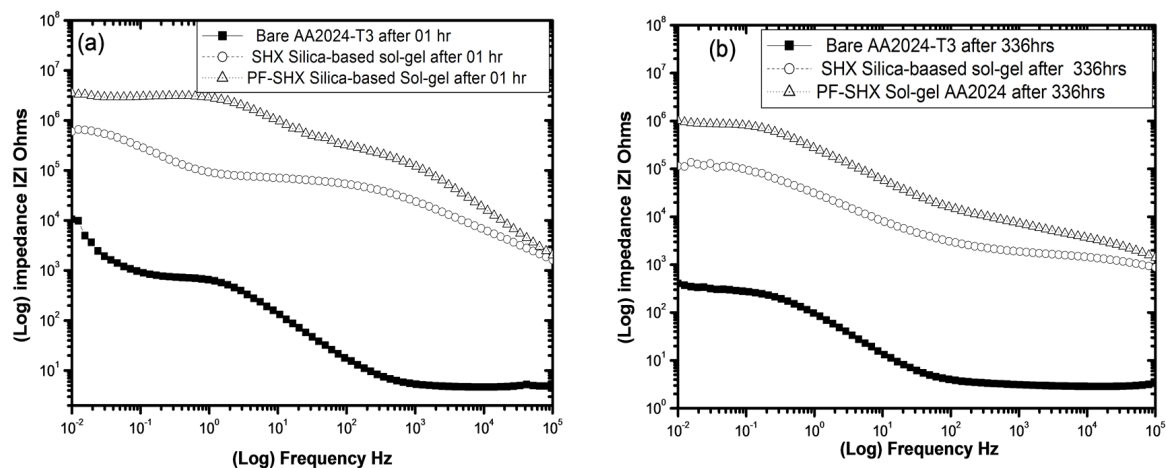 (a)
Bare AA2024-T3 after 01 hr
SHX Silica-based sol-gel after 01 hr
PF-SHX Silica-based Sol-gel after 01 hr
(Log) impedance IZI Ohms
10^8
10^7
10^6
10^5
10^4
10^3
10^2
10^1
10^-2 10^-1 10^0 10^1 10^2 10^3 10^4 10^5
(Log) Frequency Hz
(b)
Bare AA2024-T3 after 336hrs
SHX Silica-baased sol-gel after 336hrs
PF-SHX Sol-gel AA2024 after 336hrs
(Log) impedance IZI Ohms
10^8
10^7
10^6
10^5
10^4
10^3
10^2
10^1
10^0
10^-2 10^-1 10^0 10^1 10^2 10^3 10^4 10^5
(Log) Frequency Hz